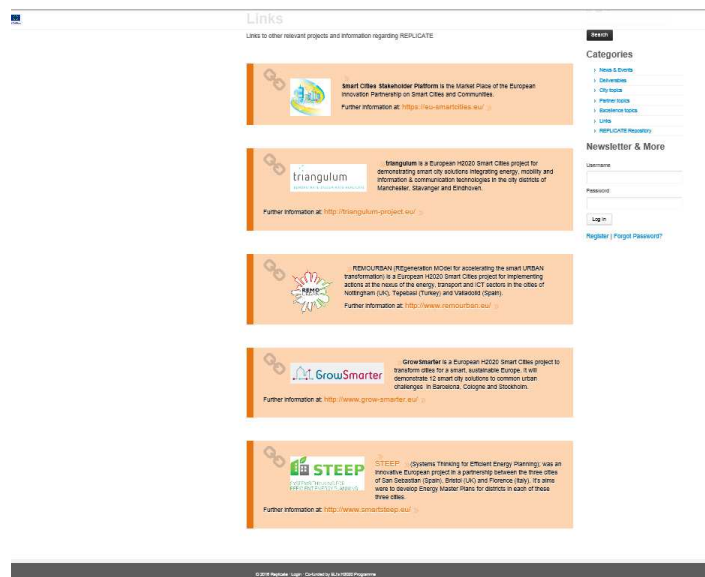 Links
Links to other relevant projects and information regarding REPLICATE
Smart Cities Stakeholder Platform is the Market Place of the European
Innovation Partnership on Smart Cities and Communities.
Further information at: https://eu-smartcities.eu/
triangulum
triangulum is a European H2020 Smart Cities project for
demonstrating smart city solutions integrating energy, mobility and
information & communication technologies in the city districts of
Manchester, Stavanger and Eindhoven.
Further information at: http://triangulum-project.eu/
REMO
REMOURBAN (REgeneration MOdel for accelerating the smart URBAN
transformation) is a European H2020 Smart Cities project for implementing
actions at the nexus of the energy, transport and ICT sectors in the cities of
Nottingham (UK), Tepebasi (Turkey) and Valladolid (Spain).
Further information at: http://www.remourban.eu/
GrowSmarter
GrowSmarter is a European H2020 Smart Cities project to
transform cities for a smart, sustainable Europe. It will
demonstrate 12 smart city solutions to common urban
challenges in Barcelona, Cologne and Stockholm.
Further information at: http://www.grow-smarter.eu/
STEEP
STEEP (Systems Thinking for Efficient Energy Planning); was an
innovative European project in a partnership between the three cities
of San Sebastian (Spain), Bristol (UK) and Florence (Italy). It's aims
were to develop Energy Master Plans for districts in each of these
three cities.
Further information at: http://www.smartsteep.eu/
Search
Categories
News & Events
Deliverables
City topics
Partner topics
Excellence topics
Links
REPLICATE Repository
Newsletter & More
Username
Password
Log in
Register | Forgot Password?
© 2016 Replicate · Login · Co-funded by EU's H2020 Programme